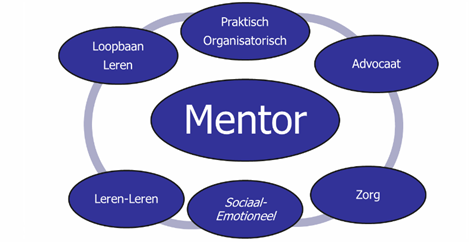 Praktisch
Organisatorisch
Loopbaan
Leren
Advocaat
Mentor
Leren-Leren
Sociaal-
Emotioneel
Zorg